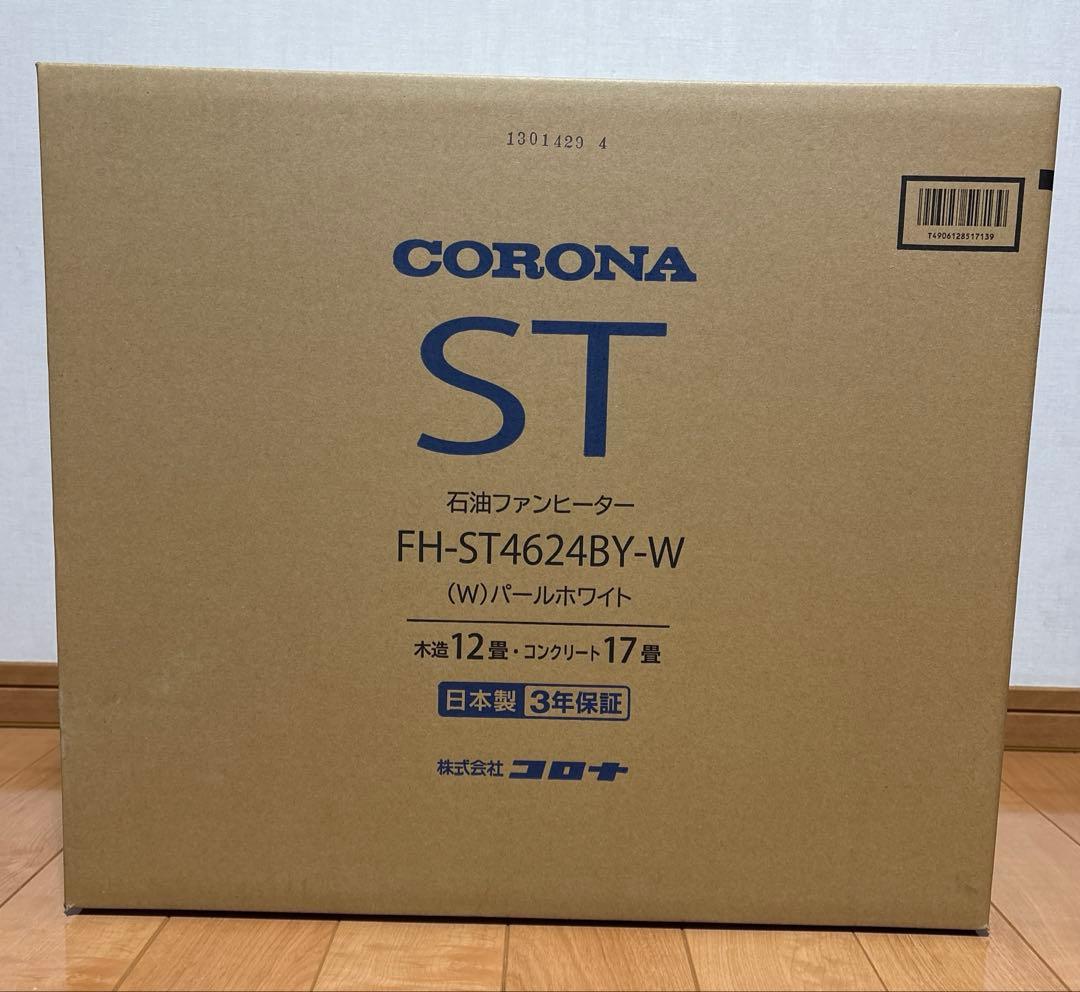 1301429 4
T4906128517139
CORONA
ST
石油ファンヒーター
FH-ST4624BY-W
(W)パールホワイト
木造12畳・コンクリート17畳
日本製 3年保証
株式会社 コロナ